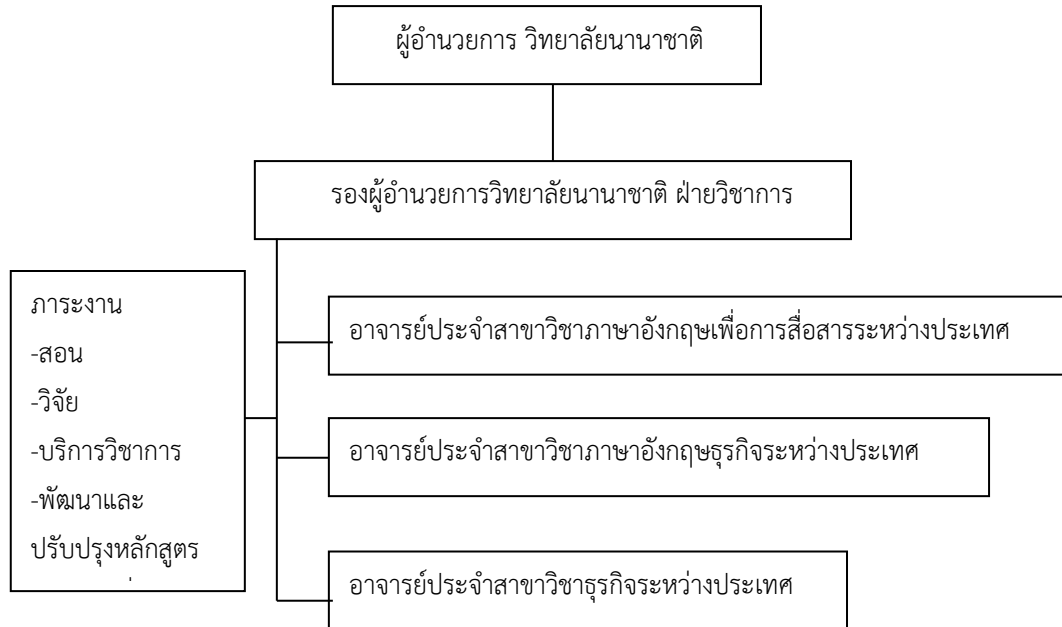 ผู้อำนวยการ วิทยาลัยนานาชาติ
รองผู้อำนวยการวิทยาลัยนานาชาติ ฝ่ายวิชาการ
ภาระงาน
-สอน
-วิจัย
-บริการวิชาการ
-พัฒนาและ
ปรับปรุงหลักสูตร
อาจารย์ประจำสาขาวิชาภาษาอังกฤษเพื่อการสื่อสารระหว่างประเทศ
อาจารย์ประจำสาขาวิชาภาษาอังกฤษธุรกิจระหว่างประเทศ
อาจารย์ประจำสาขาวิชาธุรกิจระหว่างประเทศ